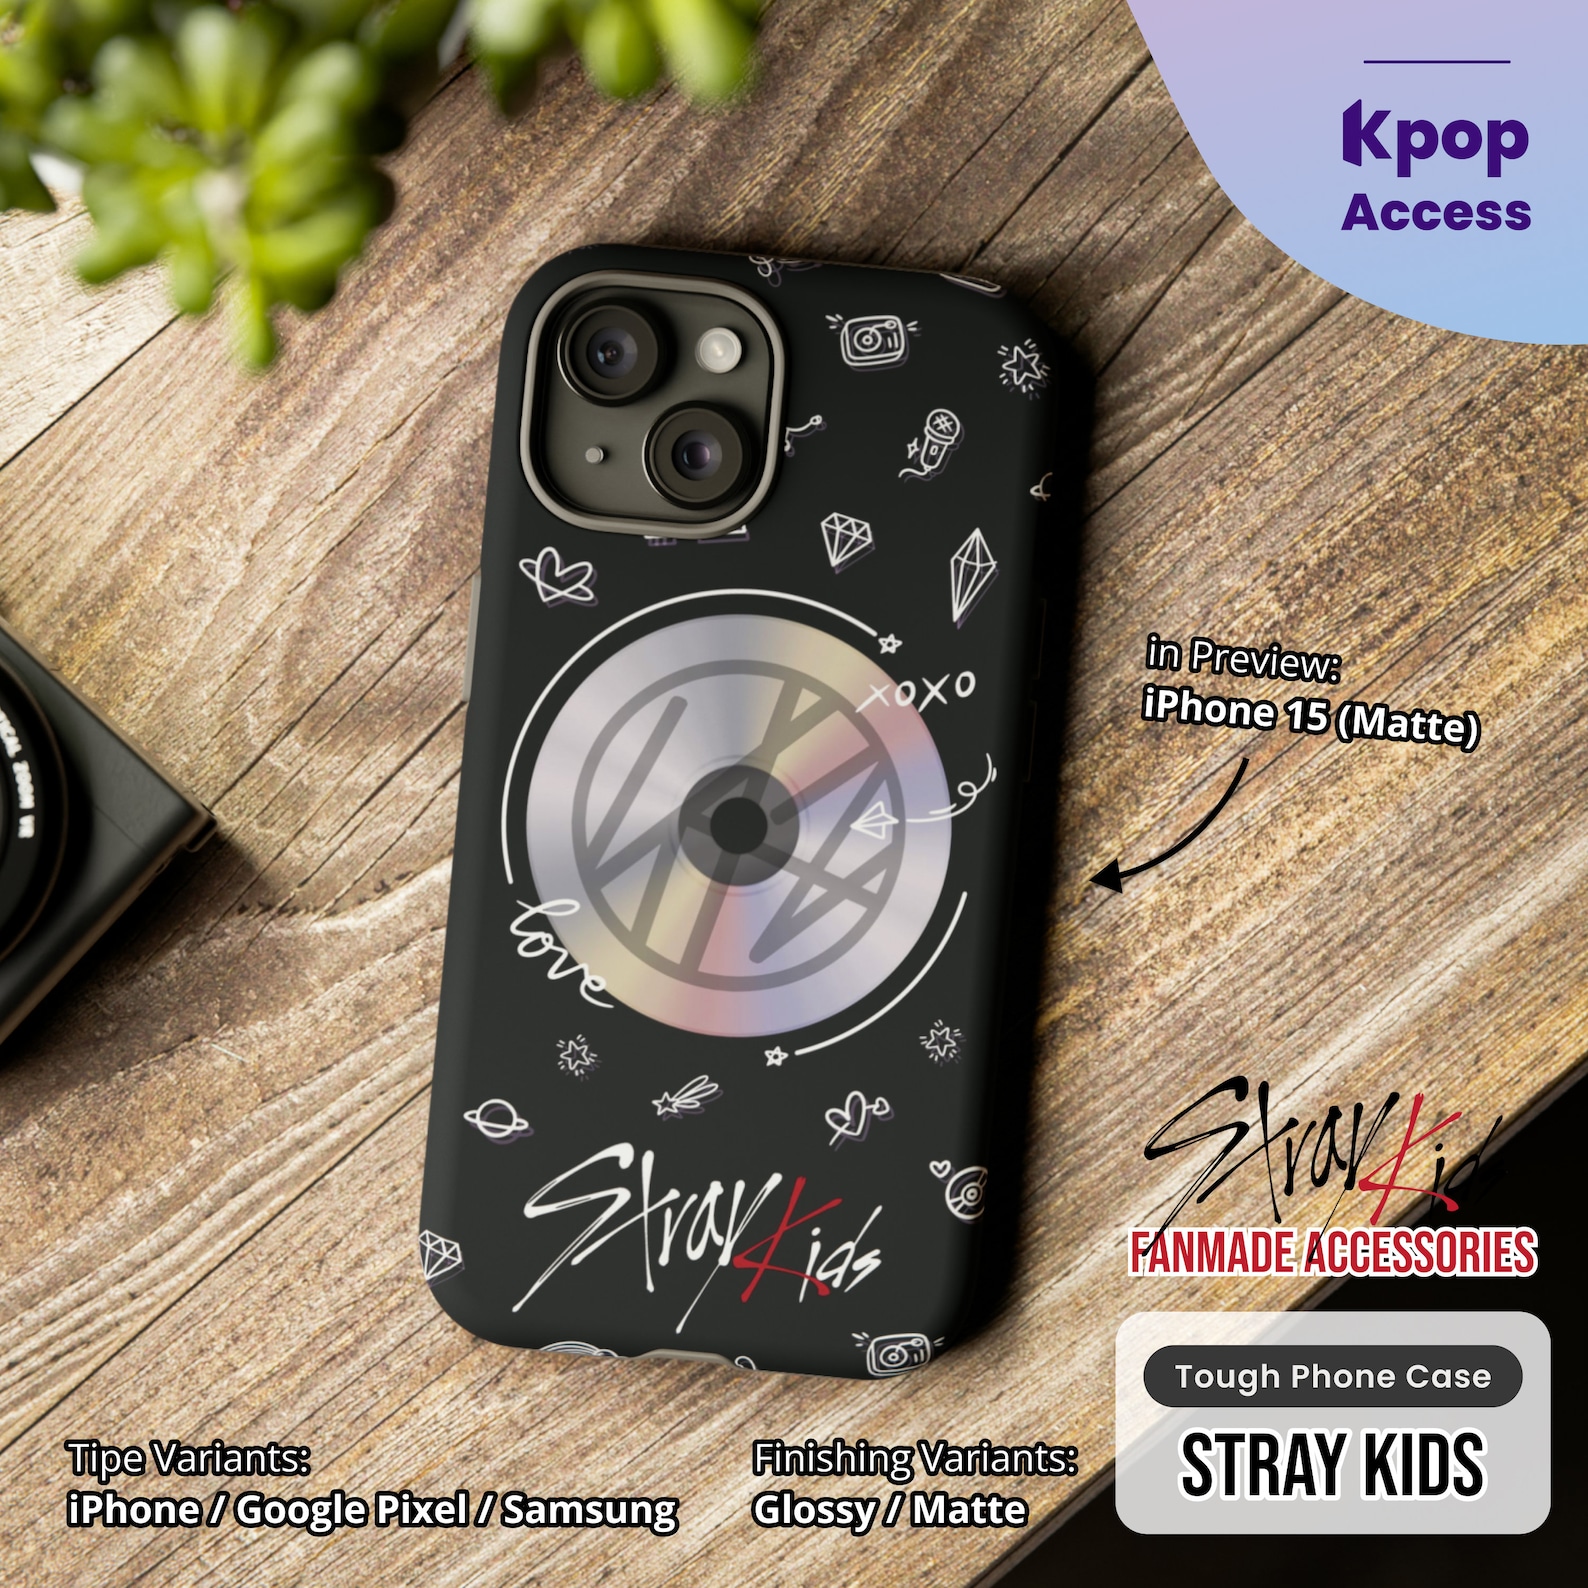 Kpop
Access
in Preview:
iPhone 15 (Matte)
xoxo
love
Stray Kids
Stray Kids
FANMADE ACCESSORIES
Tough Phone Case
STRAY KIDS
Tipe Variants:
iPhone / Google Pixel / Samsung
Finishing Variants:
Glossy / Matte